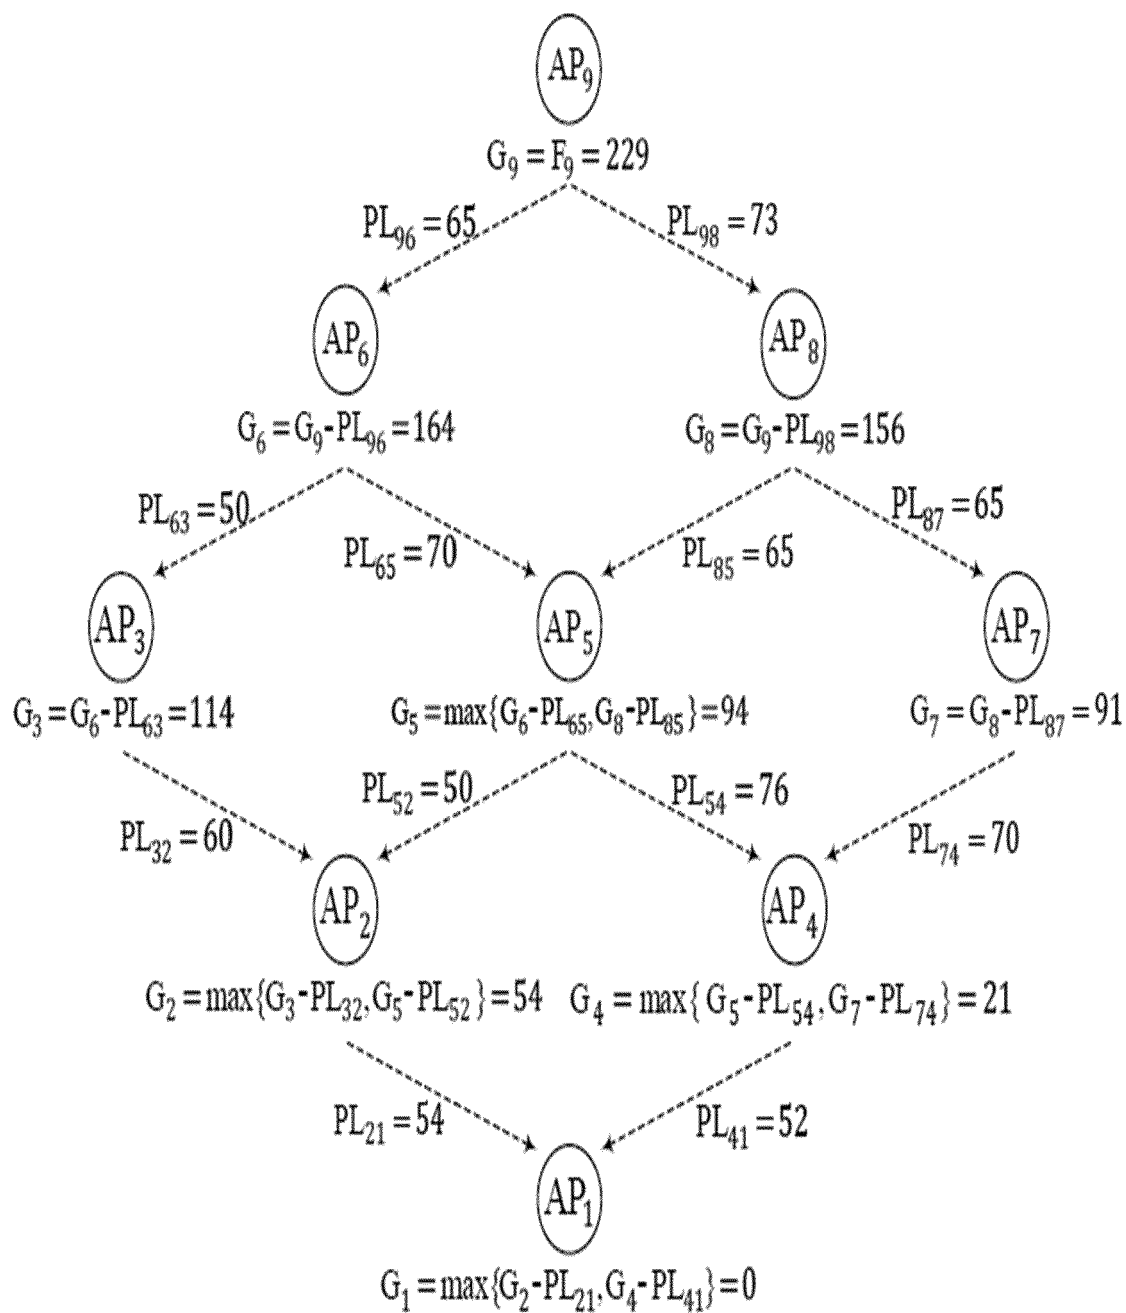 AP₉
G₉ = F₉ = 229
PL₉₆ = 65 PL₉₈ = 73
AP₆ AP₈
G₆ = G₉-PL₉₆ = 164 G₈ = G₉-PL₉₈ = 156
PL₆₃ = 50 PL₈₇ = 65
PL₆₅ = 70 PL₈₅ = 65
AP₃ AP₅ AP₇
G₃ = G₆-PL₆₃ = 114 G₅ = max{G₆-PL₆₅, G₈-PL₈₅} = 94 G₇ = G₈-PL₈₇ = 91
PL₅₂ = 50 PL₅₄ = 76
PL₃₂ = 60 PL₇₄ = 70
AP₂ AP₄
G₂ = max{G₃-PL₃₂, G₅-PL₅₂} = 54 G₄ = max{G₅-PL₅₄, G₇-PL₇₄} = 21
PL₂₁ = 54 PL₄₁ = 52
AP₁
G₁ = max{G₂-PL₂₁, G₄-PL₄₁} = 0